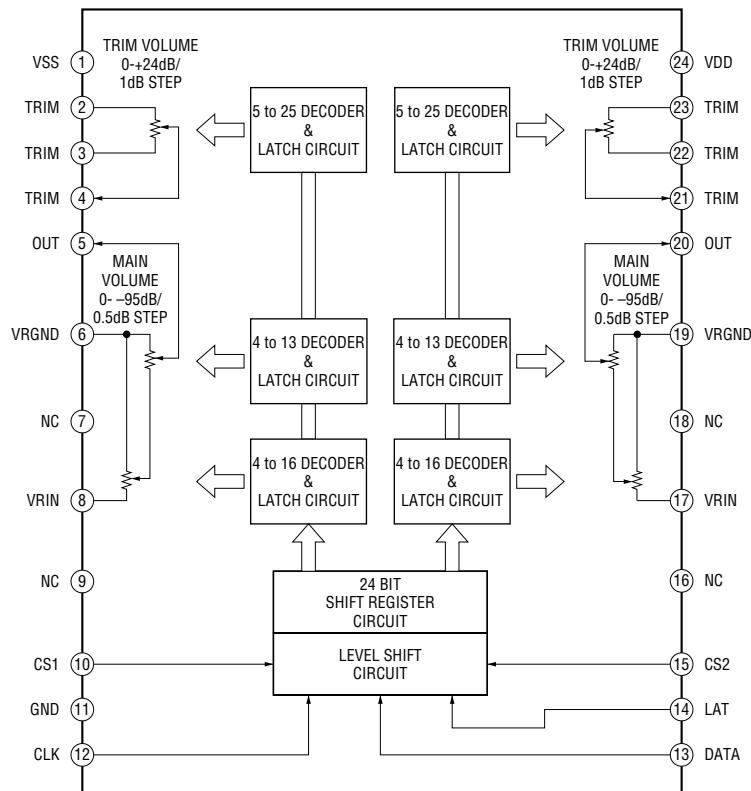 TRIM VOLUME
0-+24dB/
1dB STEP
TRIM VOLUME
0-+24dB/
1dB STEP
VSS 1
24 VDD
TRIM 2
23 TRIM
5 to 25 DECODER
&
LATCH CIRCUIT
5 to 25 DECODER
&
LATCH CIRCUIT
TRIM 3
22 TRIM
TRIM 4
21 TRIM
OUT 5
20 OUT
MAIN
VOLUME
0- –95dB/
0.5dB STEP
MAIN
VOLUME
0- –95dB/
0.5dB STEP
VRGND 6
19 VRGND
4 to 13 DECODER
&
LATCH CIRCUIT
4 to 13 DECODER
&
LATCH CIRCUIT
NC 7
18 NC
4 to 16 DECODER
&
LATCH CIRCUIT
4 to 16 DECODER
&
LATCH CIRCUIT
VRIN 8
17 VRIN
NC 9
16 NC
24 BIT
SHIFT REGISTER
CIRCUIT
LEVEL SHIFT
CIRCUIT
CS1 10
15 CS2
GND 11
14 LAT
CLK 12
13 DATA